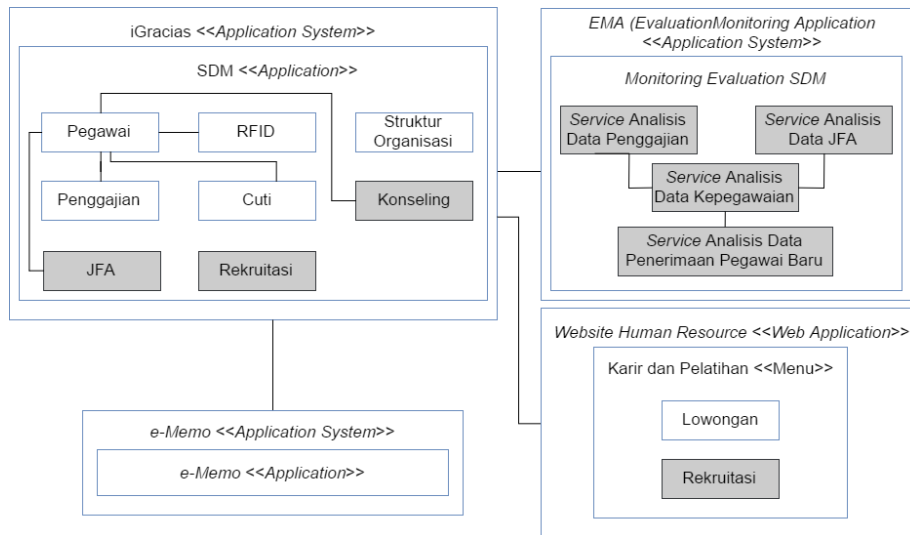 iGracias <<Application System>>
SDM <<Application>>
Pegawai
RFID
Struktur
Organisasi
Penggajian
Cuti
Konseling
JFA
Rekruitasi
EMA (EvaluationMonitoring Application
<<Application System>>
Monitoring Evaluation SDM
Service Analisis
Data Penggajian
Service Analisis
Data JFA
Service Analisis
Data Kepegawaian
Service Analisis Data
Penerimaan Pegawai Baru
Website Human Resource <<Web Application>>
Karir dan Pelatihan <<Menu>>
Lowongan
Rekruitasi
e-Memo <<Application System>>
e-Memo <<Application>>